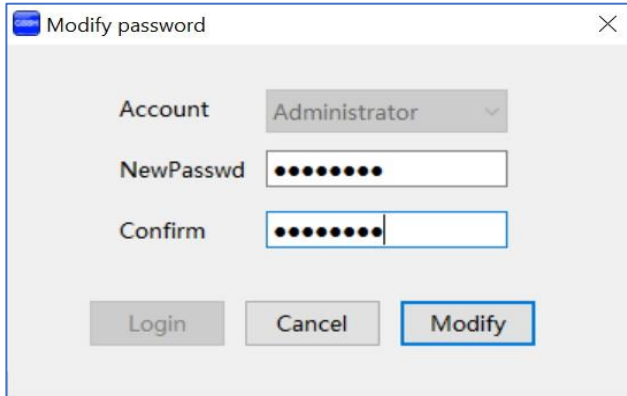 Modify password
Account Administrator
NewPasswd ●●●●●●●●
Confirm ●●●●●●●●
Login Cancel Modify